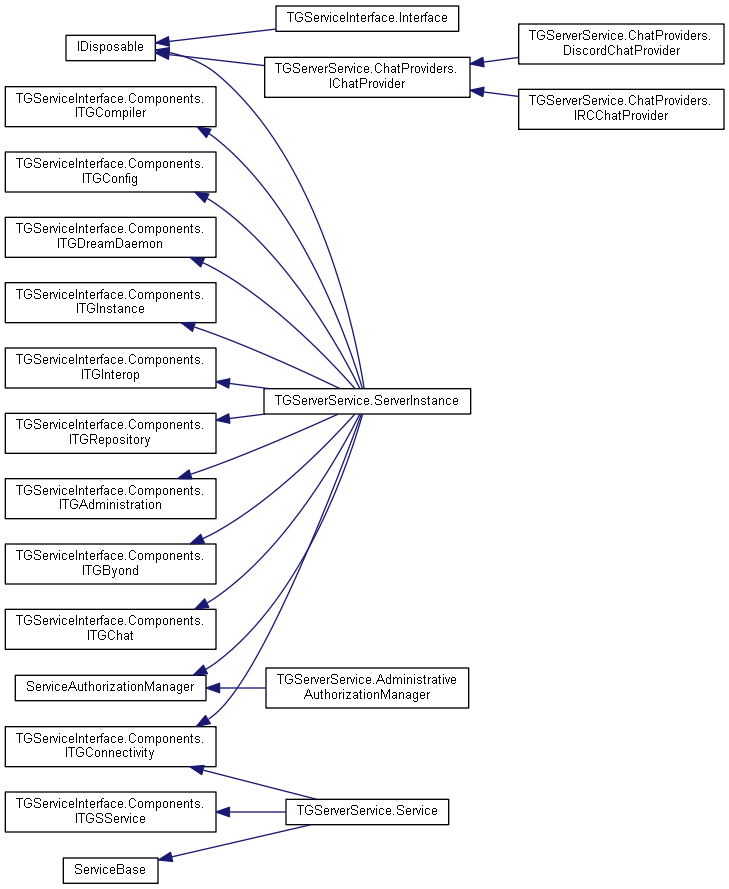 TGServiceInterface.Interface
IDisposable
TGServerService.ChatProviders.
IChatProvider
TGServerService.ChatProviders.
DiscordChatProvider
TGServerService.ChatProviders.
IRCChatProvider
TGServiceInterface.Components.
ITGCompiler
TGServiceInterface.Components.
ITGConfig
TGServiceInterface.Components.
ITGDreamDaemon
TGServiceInterface.Components.
ITGInstance
TGServiceInterface.Components.
ITGInterop
TGServerService.ServerInstance
TGServiceInterface.Components.
ITGRepository
TGServiceInterface.Components.
ITGAdministration
TGServiceInterface.Components.
ITGByond
TGServiceInterface.Components.
ITGChat
ServiceAuthorizationManager
TGServerService.Administrative
AuthorizationManager
TGServiceInterface.Components.
ITGConnectivity
TGServiceInterface.Components.
ITGSService
TGServerService.Service
ServiceBase